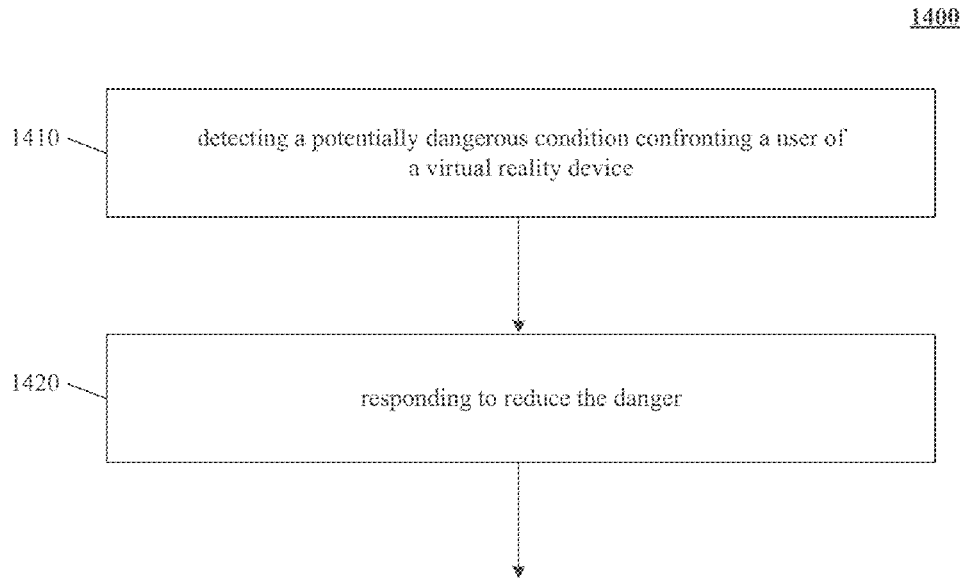 1400
1410
detecting a potentially dangerous condition confronting a user of
a virtual reality device
1420
responding to reduce the danger